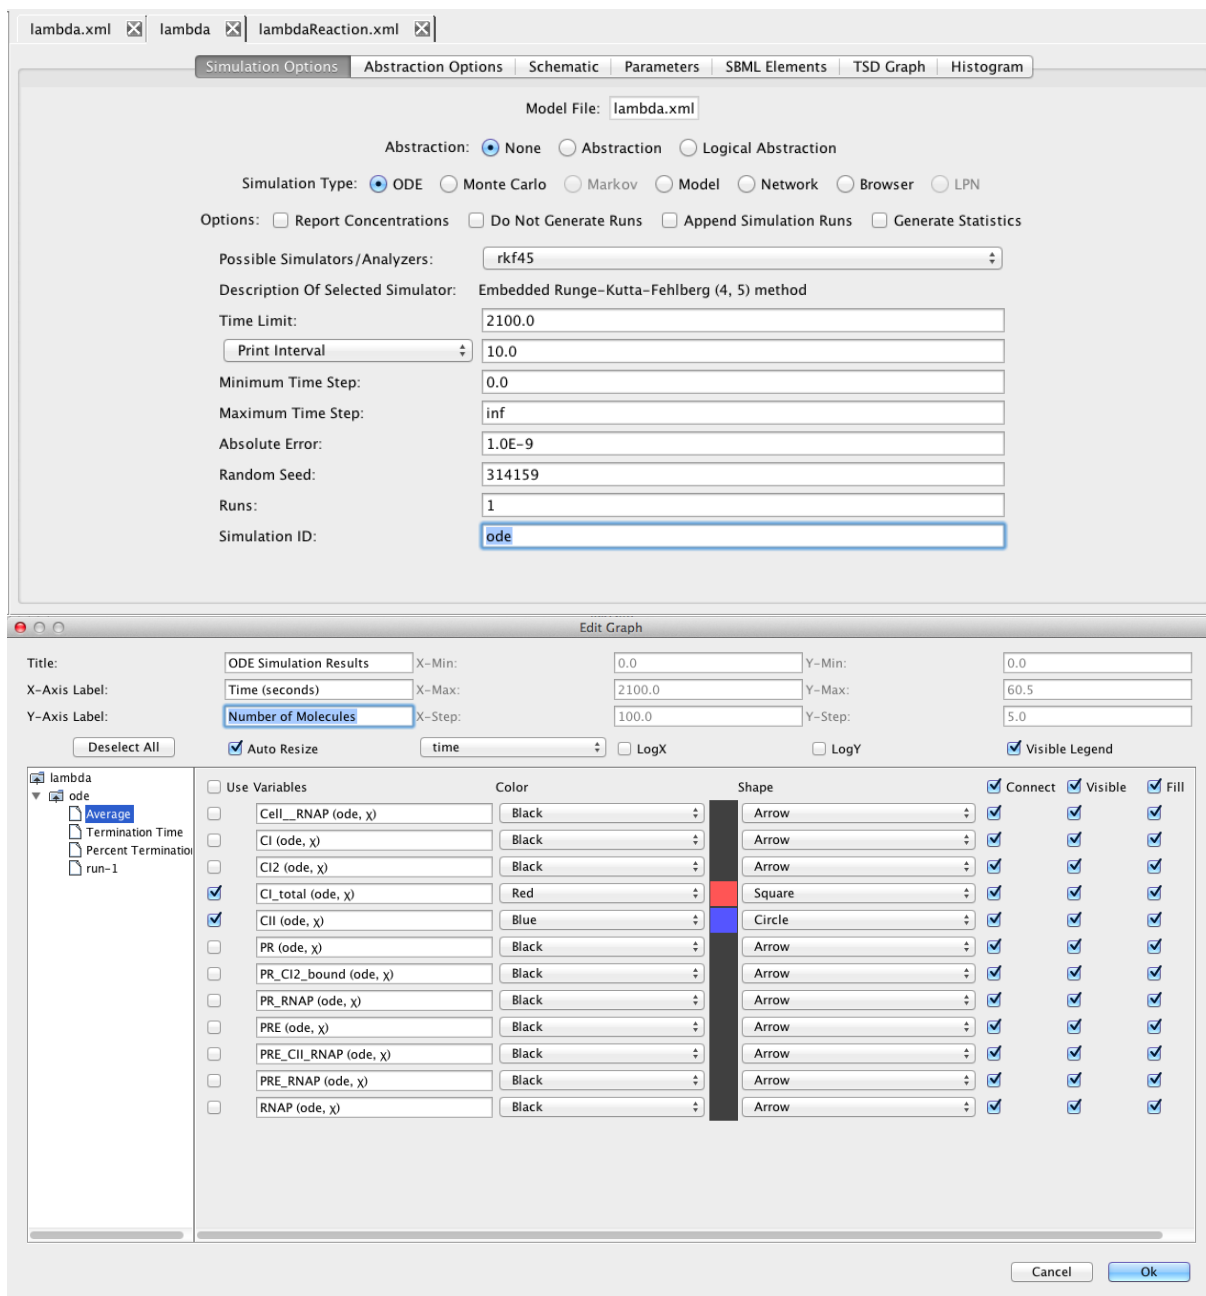 lambda.xml lambda lambdaReaction.xml
Simulation Options Abstraction Options Schematic Parameters SBML Elements TSD Graph Histogram
Model File: lambda.xml
Abstraction: None Abstraction Logical Abstraction
Simulation Type: ODE Monte Carlo Markov Model Network Browser LPN
Options: Report Concentrations Do Not Generate Runs Append Simulation Runs Generate Statistics
Possible Simulators/Analyzers: rkf45
Description Of Selected Simulator: Embedded Runge-Kutta-Fehlberg (4, 5) method
Time Limit: 2100.0
Print Interval 10.0
Minimum Time Step: 0.0
Maximum Time Step: inf
Absolute Error: 1.0E-9
Random Seed: 314159
Runs: 1
Simulation ID: ode
Edit Graph
Title: ODE Simulation Results X-Min: 0.0 Y-Min: 0.0
X-Axis Label: Time (seconds) X-Max: 2100.0 Y-Max: 60.5
Y-Axis Label: Number of Molecules X-Step: 100.0 Y-Step: 5.0
Deselect All Auto Resize time LogX LogY Visible Legend
lambda
ode
Average
Termination Time
Percent Termination
run-1
Use Variables Color Shape Connect Visible Fill
Cell__RNAP (ode, χ) Black Arrow
CI (ode, χ) Black Arrow
CI2 (ode, χ) Black Arrow
CI_total (ode, χ) Red Square
CII (ode, χ) Blue Circle
PR (ode, χ) Black Arrow
PR_CI2_bound (ode, χ) Black Arrow
PR_RNAP (ode, χ) Black Arrow
PRE (ode, χ) Black Arrow
PRE_CII_RNAP (ode, χ) Black Arrow
PRE_RNAP (ode, χ) Black Arrow
RNAP (ode, χ) Black Arrow
Cancel Ok